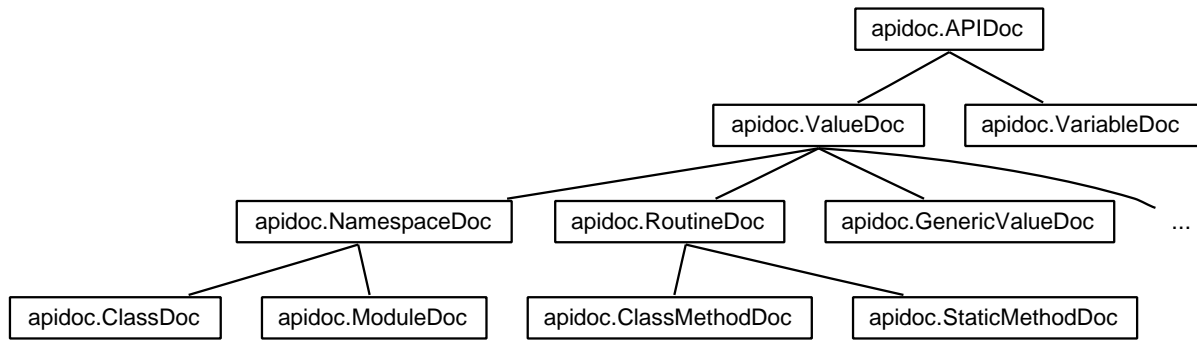 apidoc.APIDoc
apidoc.ValueDoc
apidoc.VariableDoc
apidoc.NamespaceDoc
apidoc.RoutineDoc
apidoc.GenericValueDoc
...
apidoc.ClassDoc
apidoc.ModuleDoc
apidoc.ClassMethodDoc
apidoc.StaticMethodDoc